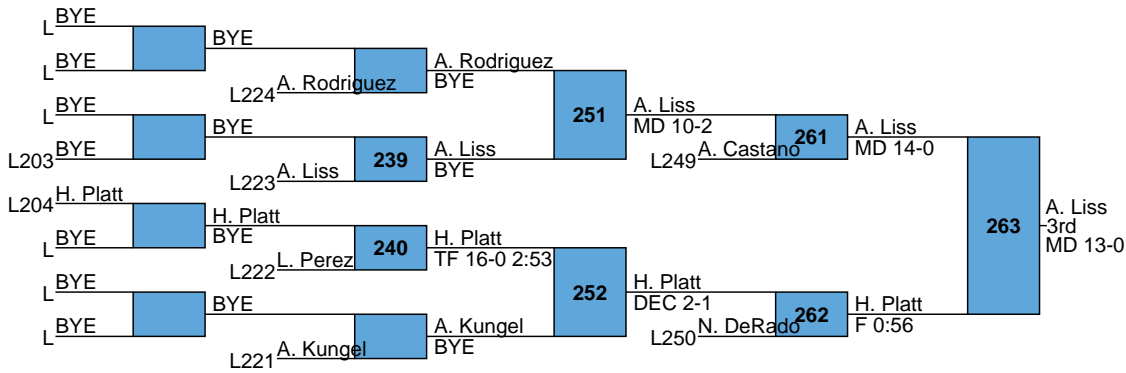 L BYE
BYE
L BYE
L224 A. Rodriguez
A. Rodriguez
BYE
L BYE
BYE
L203 BYE
L223 A. Liss
239
A. Liss
BYE
251
A. Liss
MD 10-2
L249 A. Castano
261
A. Liss
MD 14-0
L204 H. Platt
H. Platt
BYE
L BYE
L222 L. Perez
240
H. Platt
TF 16-0 2:53
L BYE
BYE
L BYE
L221 A. Kungel
A. Kungel
BYE
252
H. Platt
DEC 2-1
L250 N. DeRado
262
H. Platt
F 0:56
263
A. Liss
3rd
MD 13-0